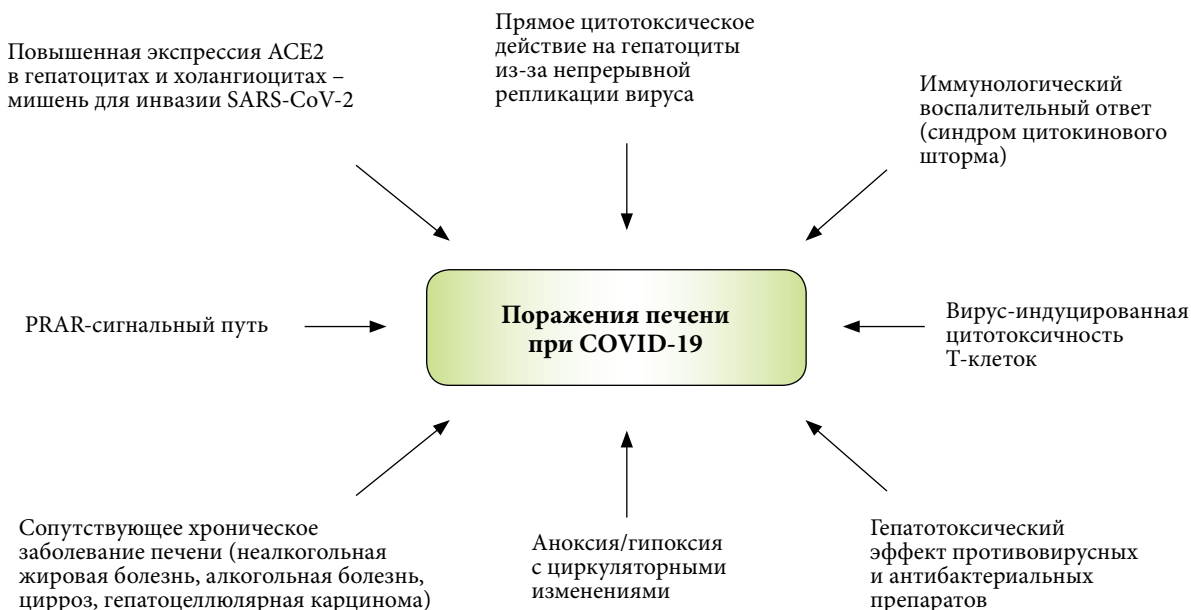 Повышенная экспрессия ACE2
в гепатоцитах и холангиоцитах –
мишень для инвазии SARS-CoV-2
Прямое цитотоксическое
действие на гепатоциты
из-за непрерывной
репликации вируса
Иммунологический
воспалительный ответ
(синдром цитокинового
шторма)
PRAR-сигнальный путь
Поражения печени
при COVID-19
Вирус-индуцированная
цитотоксичность
Т-клеток
Сопутствующее хроническое
заболевание печени (неалкогольная
жировая болезнь, алкогольная болезнь,
цирроз, гепатоцеллюлярная карцинома)
Аноксия/гипоксия
с циркуляторными
изменениями
Гепатотоксический
эффект противовирусных
и антибактериальных
препаратов